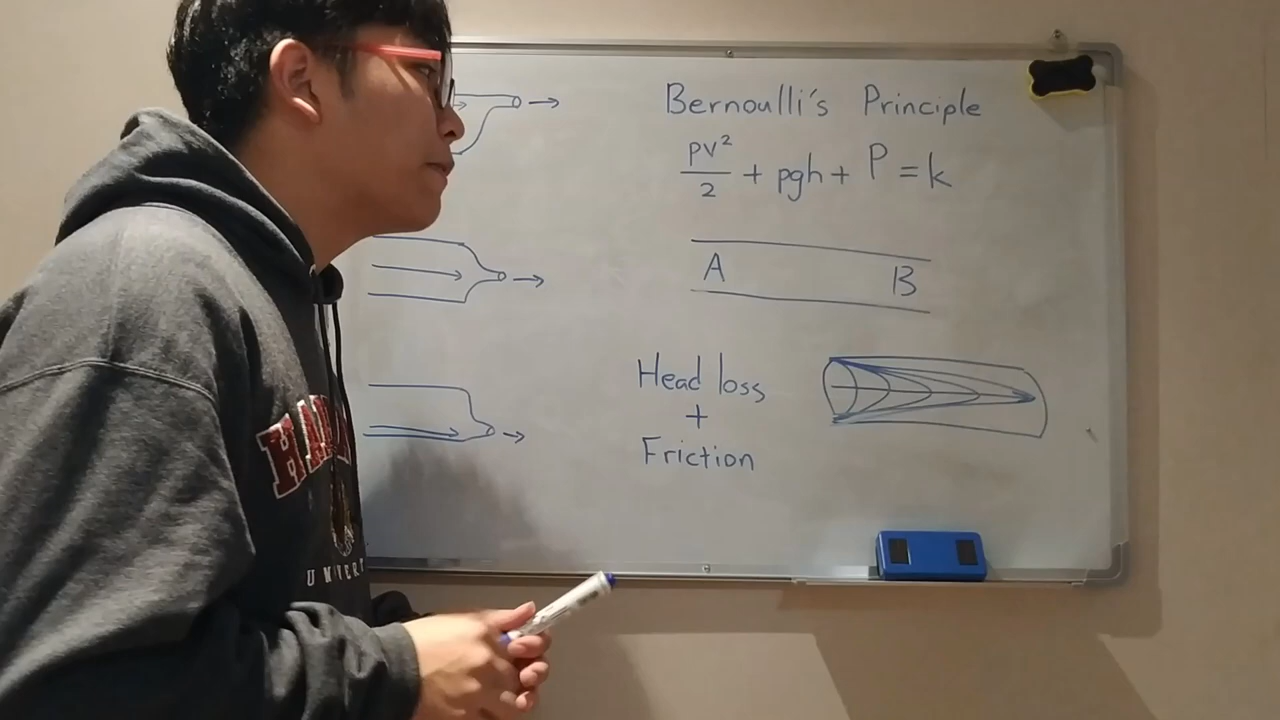 Bernoulli's Principle
pv²/2 + pgh + P = k
A B
Head loss
+
Friction